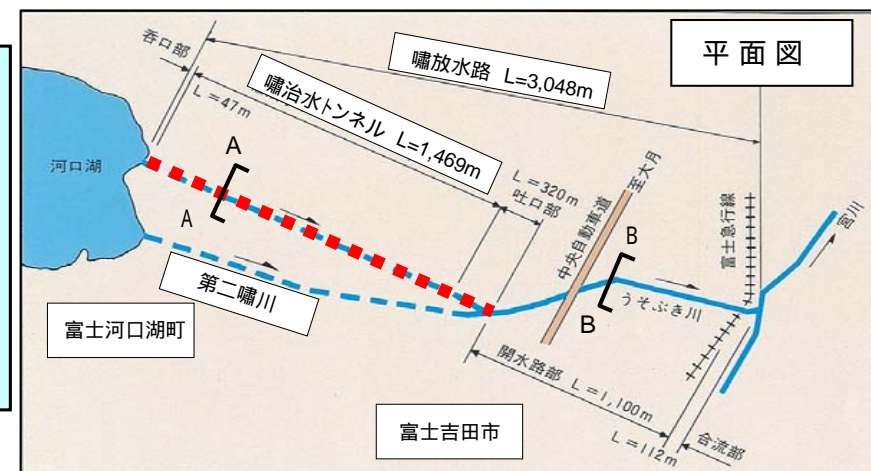 平面図
嘯放水路 L=3,048m
呑口部
L=47m
嘯治水トンネル L=1,469m
L=320m
吐口部
至大月
中央自動車道
富士急行線
宮川
河口湖
A
A
B
B
うそぶき川
第二嘯川
富士河口湖町
開水路部 L=1,100m
L=112m
合流部
富士吉田市